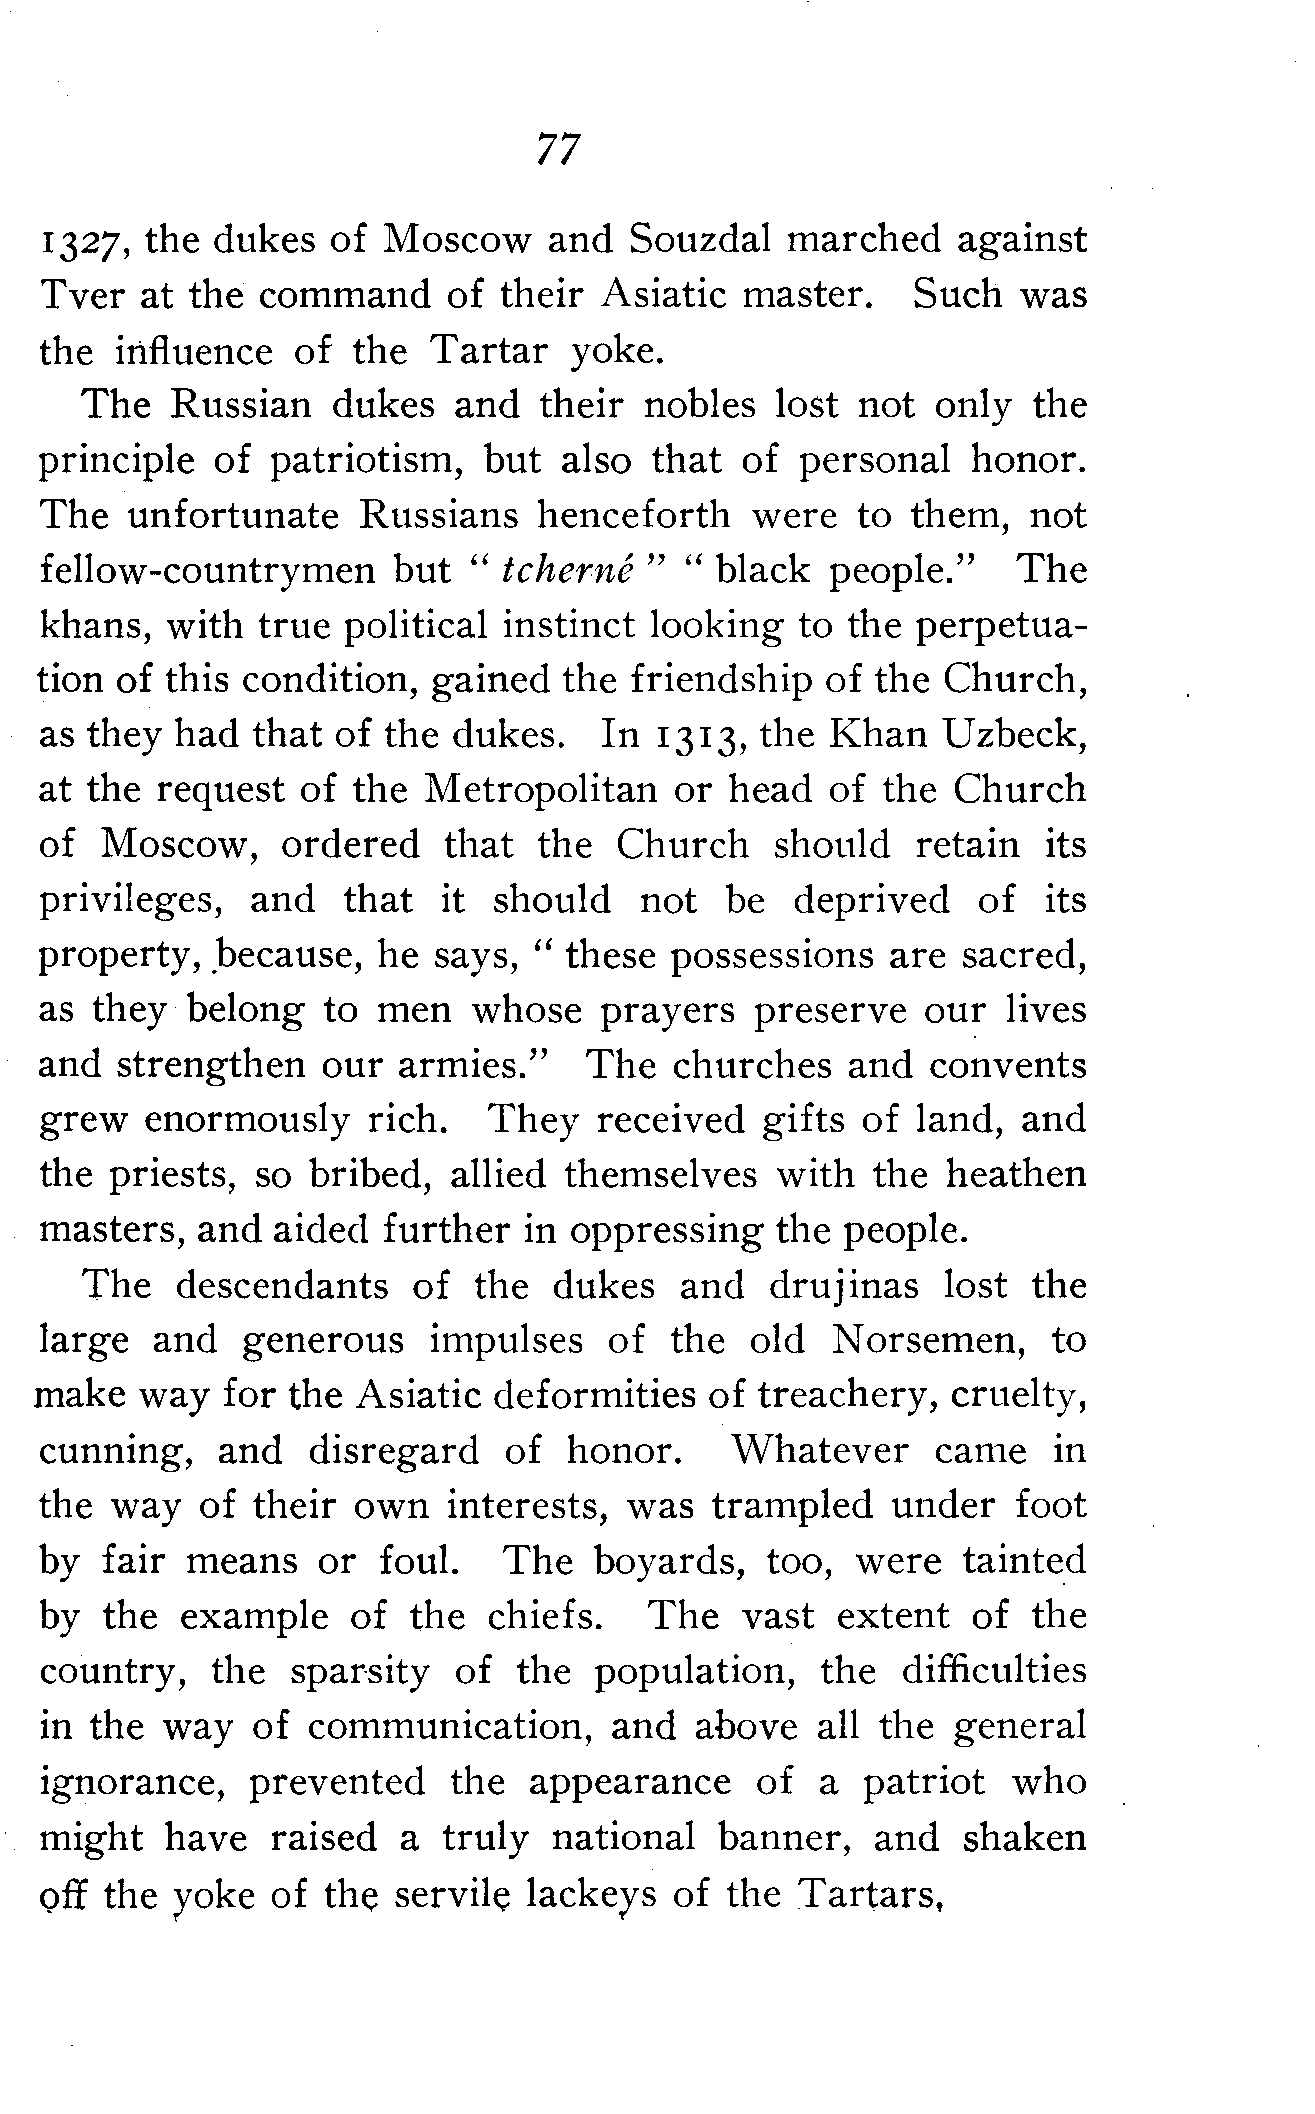 77
1327, the dukes of Moscow and Souzdal marched against
Tver at the command of their Asiatic master. Such was
the influence of the Tartar yoke.
The Russian dukes and their nobles lost not only the
principle of patriotism, but also that of personal honor.
The unfortunate Russians henceforth were to them, not
fellow-countrymen but " tcherné " " black people." The
khans, with true political instinct looking to the perpetua-
tion of this condition, gained the friendship of the Church,
as they had that of the dukes. In 1313, the Khan Uzbeck,
at the request of the Metropolitan or head of the Church
of Moscow, ordered that the Church should retain its
privileges, and that it should not be deprived of its
property, because, he says, " these possessions are sacred,
as they belong to men whose prayers preserve our lives
and strengthen our armies." The churches and convents
grew enormously rich. They received gifts of land, and
the priests, so bribed, allied themselves with the heathen
masters, and aided further in oppressing the people.
The descendants of the dukes and drujinas lost the
large and generous impulses of the old Norsemen, to
make way for the Asiatic deformities of treachery, cruelty,
cunning, and disregard of honor. Whatever came in
the way of their own interests, was trampled under foot
by fair means or foul. The boyards, too, were tainted
by the example of the chiefs. The vast extent of the
country, the sparsity of the population, the difficulties
in the way of communication, and above all the general
ignorance, prevented the appearance of a patriot who
might have raised a truly national banner, and shaken
off the yoke of the servile lackeys of the Tartars,